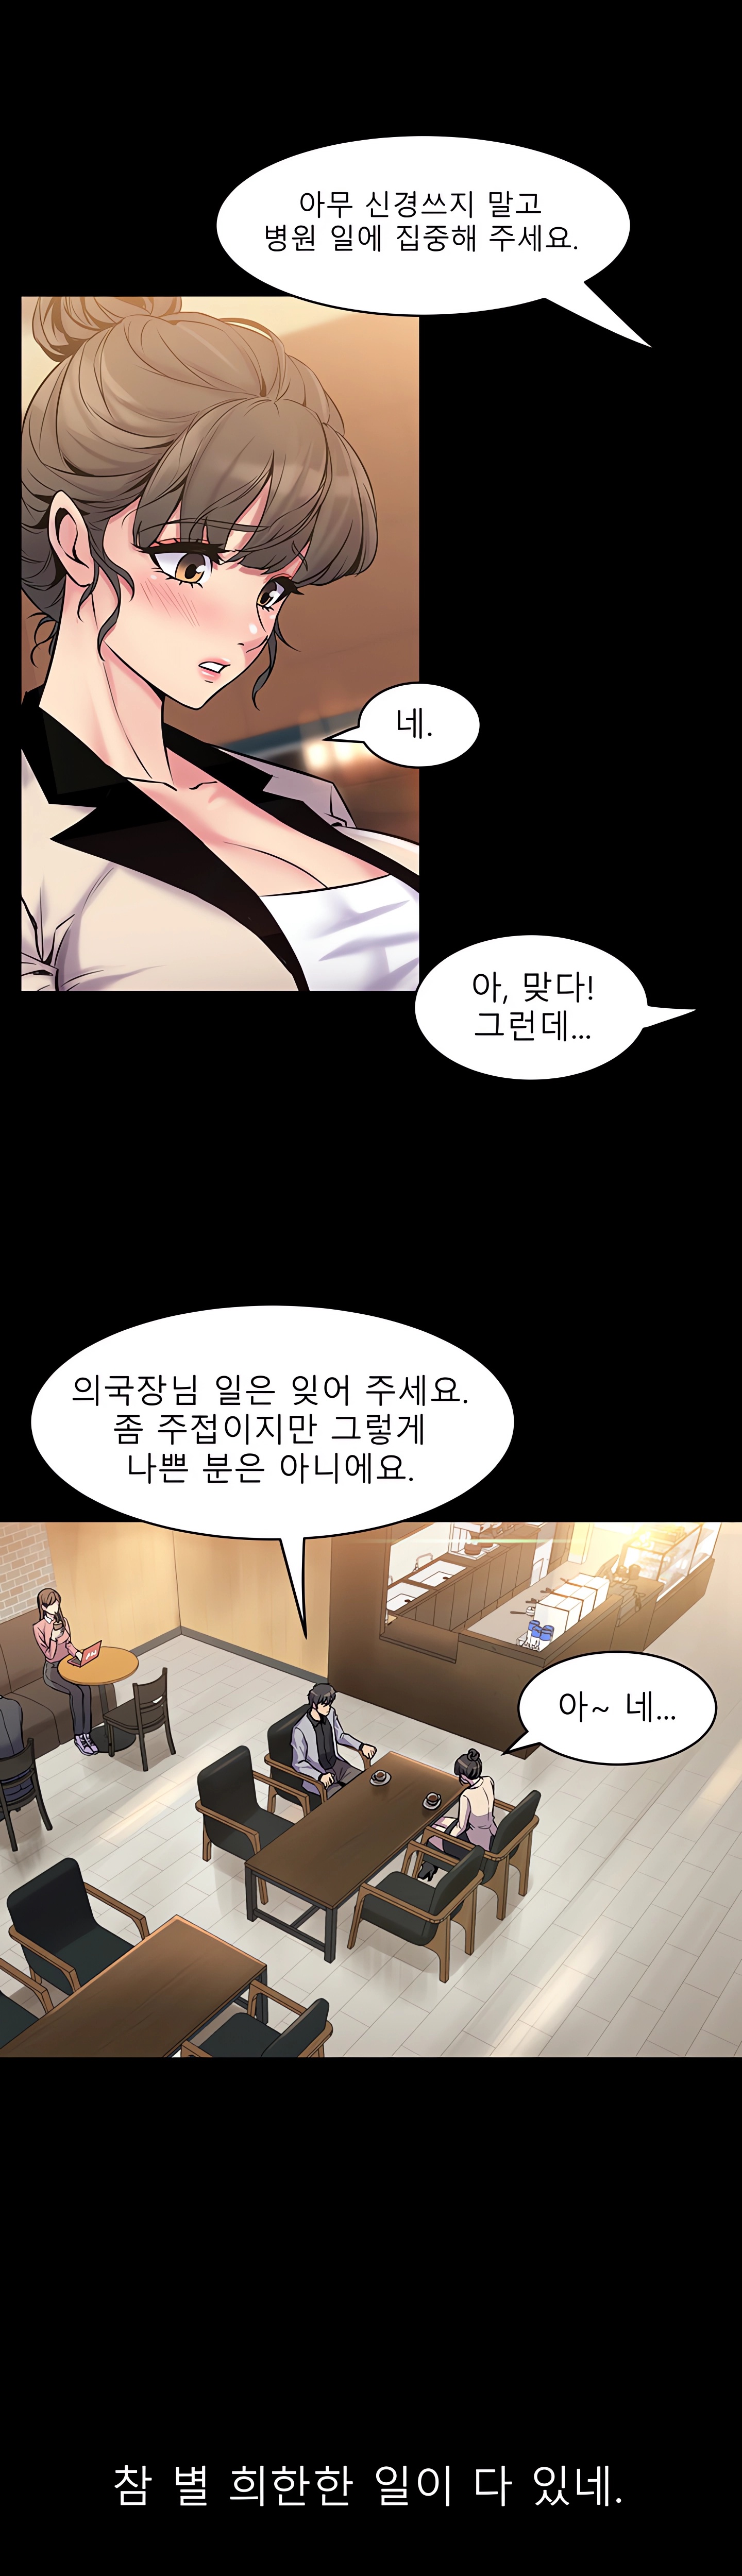 아무 신경쓰지 말고
병원 일에 집중해 주세요.
네.
아, 맞다!
그런데...
의국장님 일은 잊어 주세요.
좀 주접이지만 그렇게
나쁜 분은 아니에요.
아~ 네...
참 별 희한한 일이 다 있네.